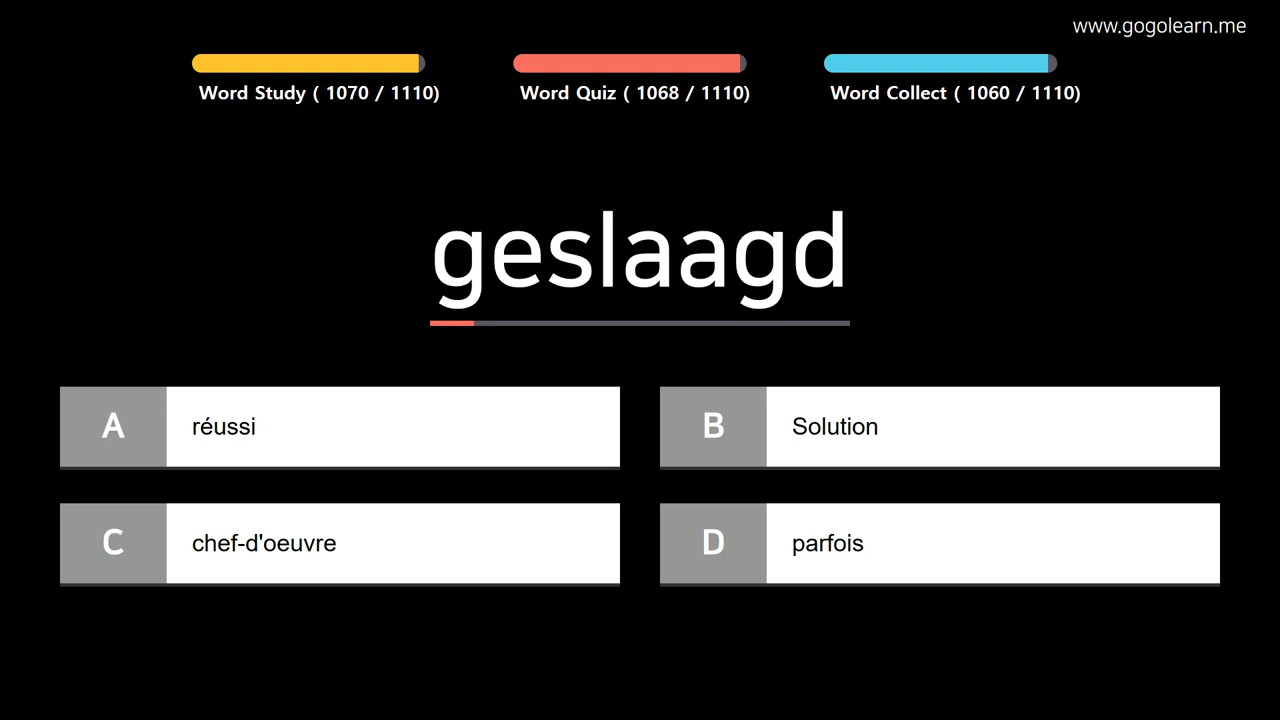 www.gogolearn.me
Word Study ( 1070 / 1110)
Word Quiz ( 1068 / 1110)
Word Collect ( 1060 / 1110)
geslaagd
A réussi
B Solution
C chef-d'oeuvre
D parfois